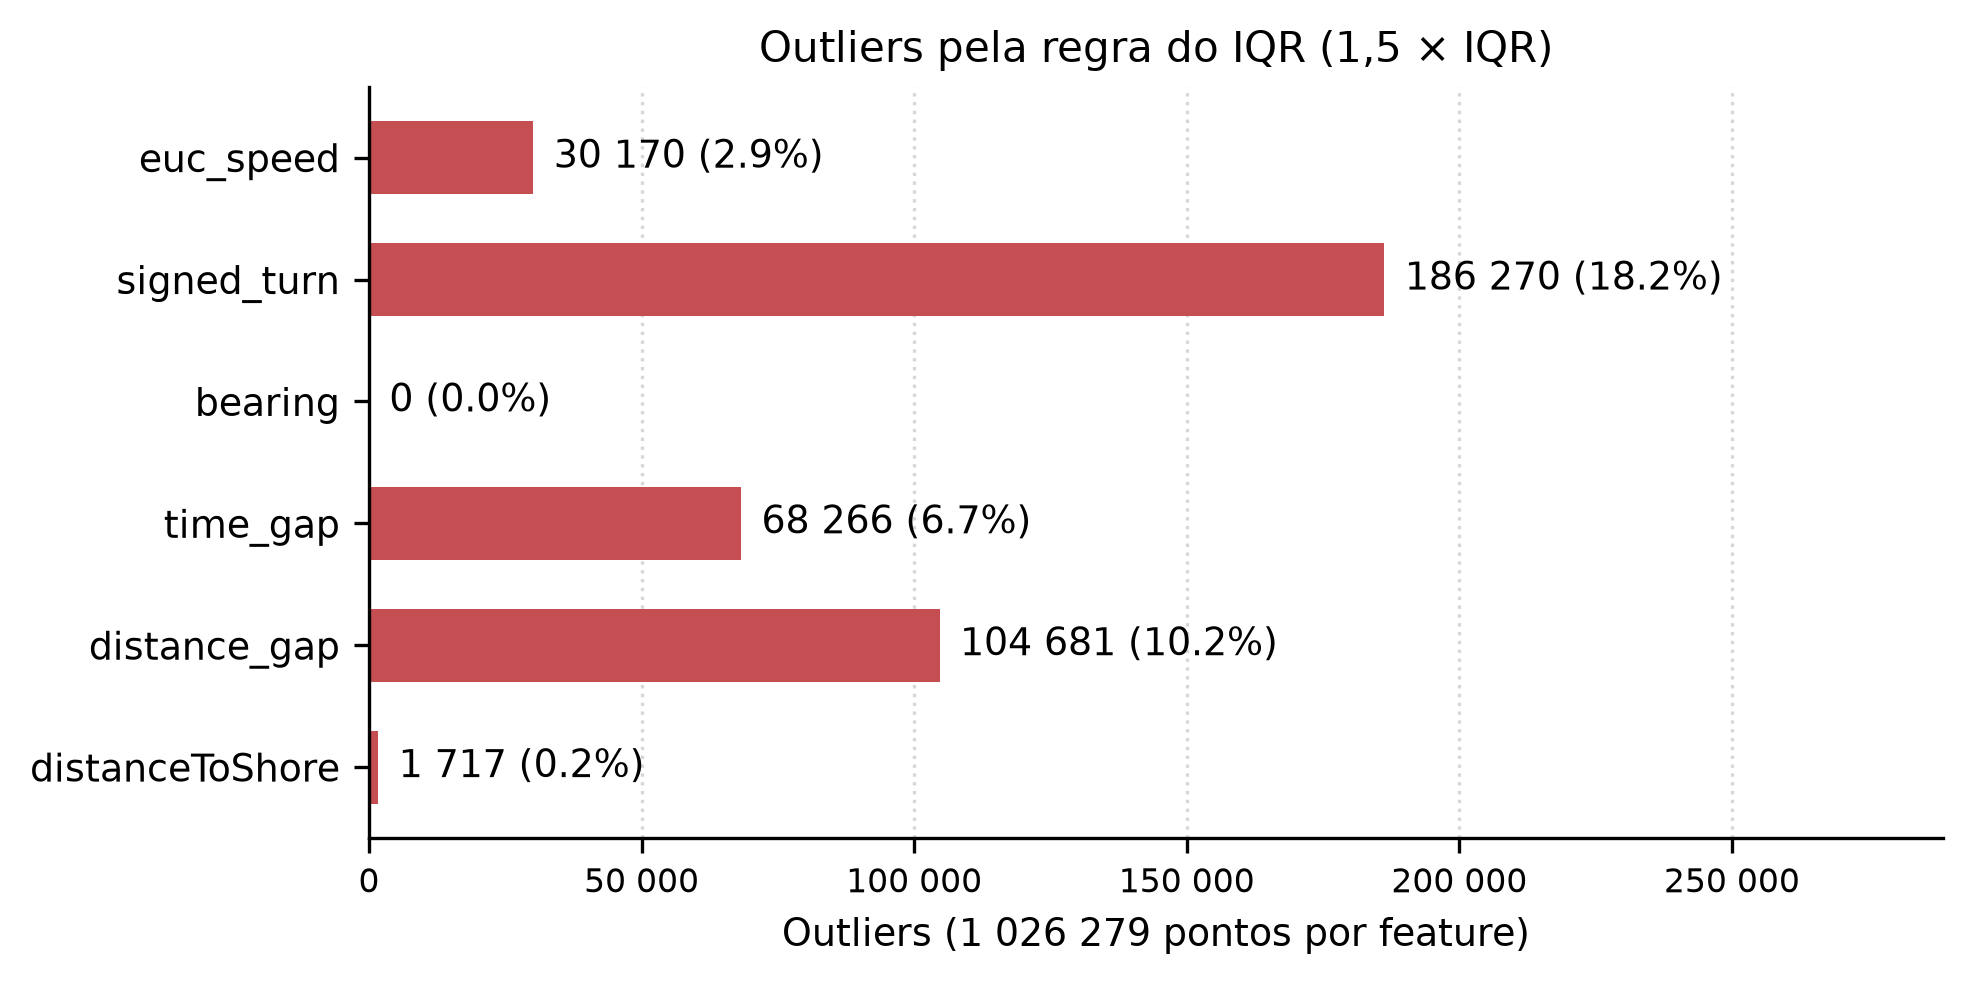 Outliers pela regra do IQR (1,5 × IQR)
euc_speed 30 170 (2.9%)
signed_turn 186 270 (18.2%)
bearing 0 (0.0%)
time_gap 68 266 (6.7%)
distance_gap 104 681 (10.2%)
distanceToShore 1 717 (0.2%)
0 50 000 100 000 150 000 200 000 250 000
Outliers (1 026 279 pontos por feature)